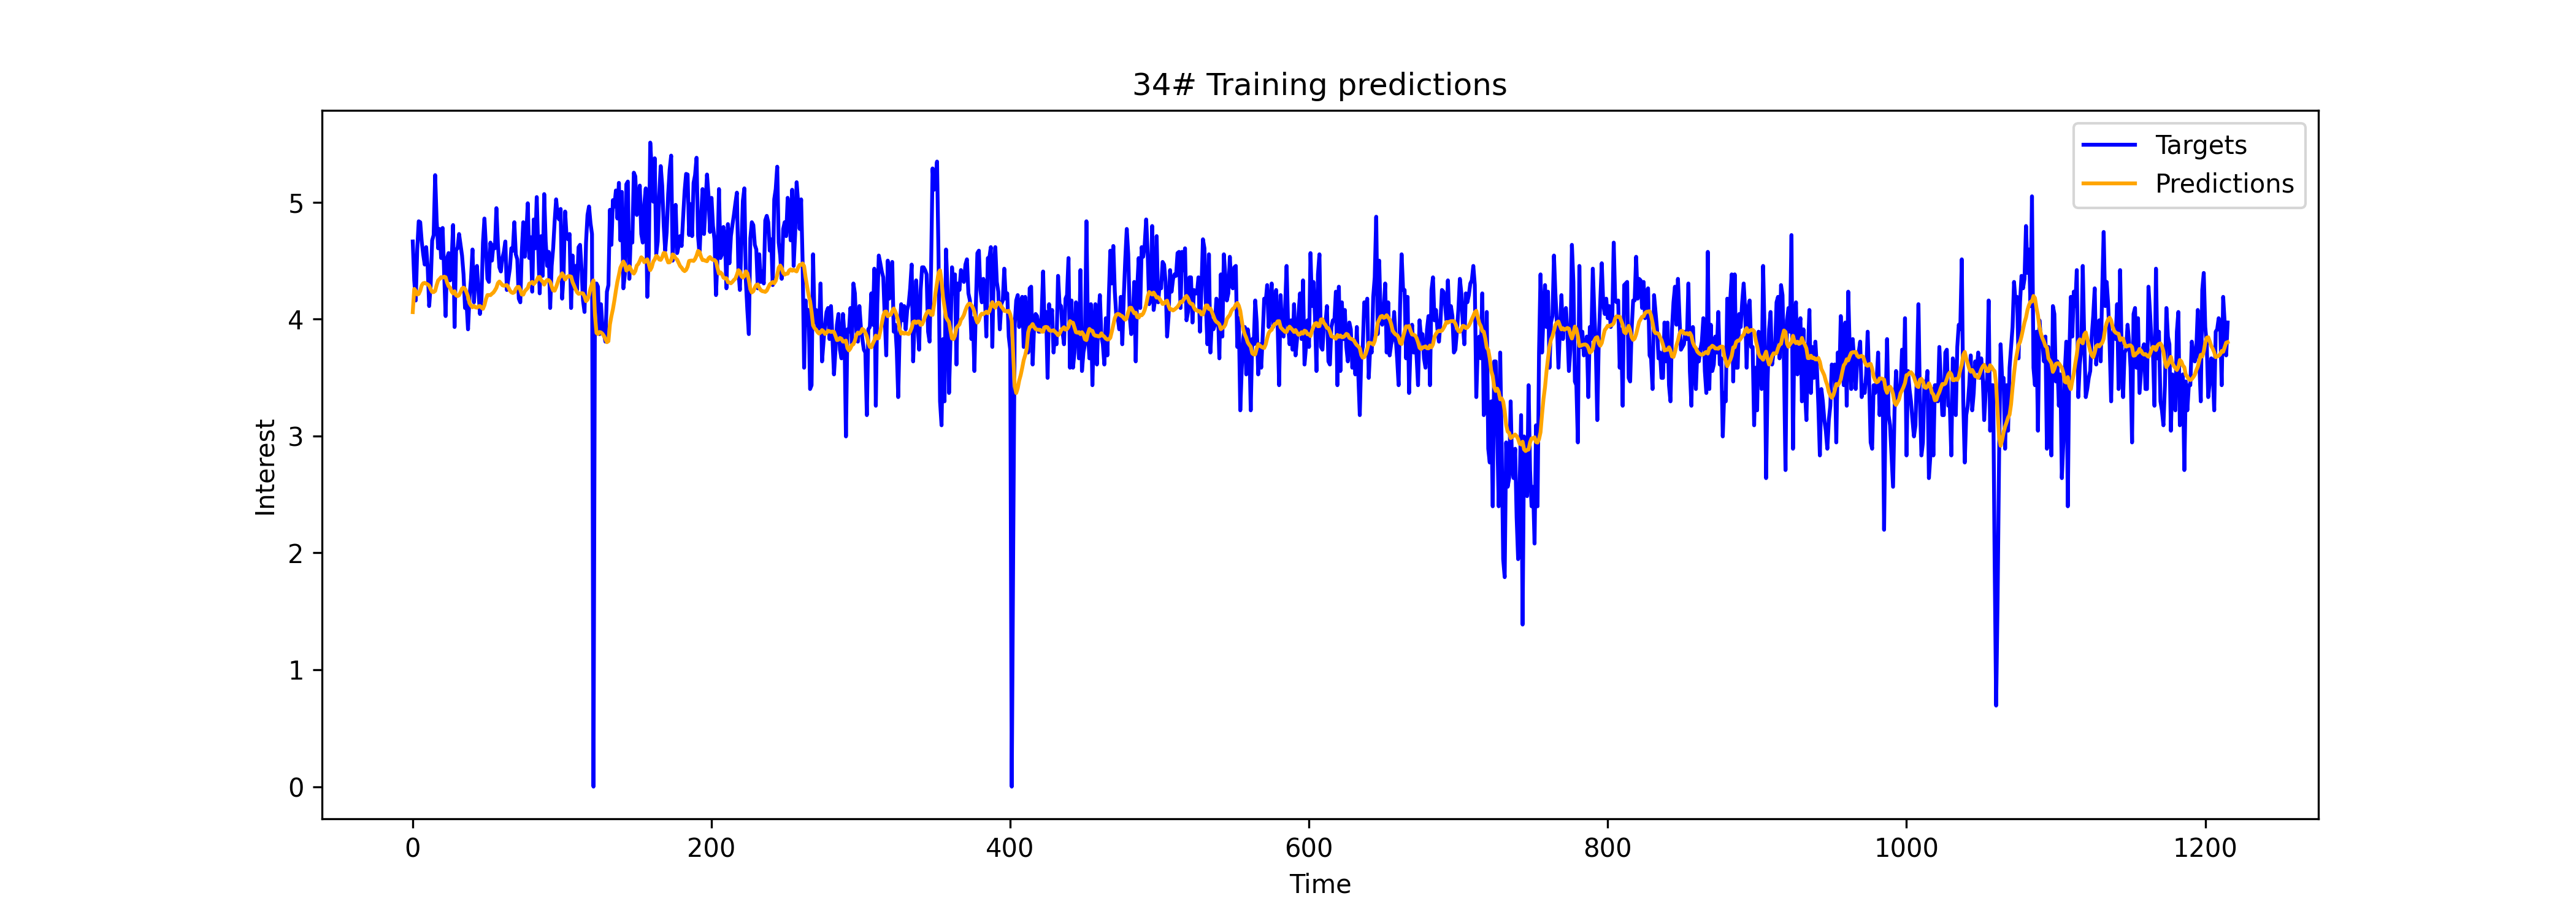 34# Training predictions
Targets
Predictions
Interest
5
4
3
2
1
0
0 200 400 600 800 1000 1200
Time